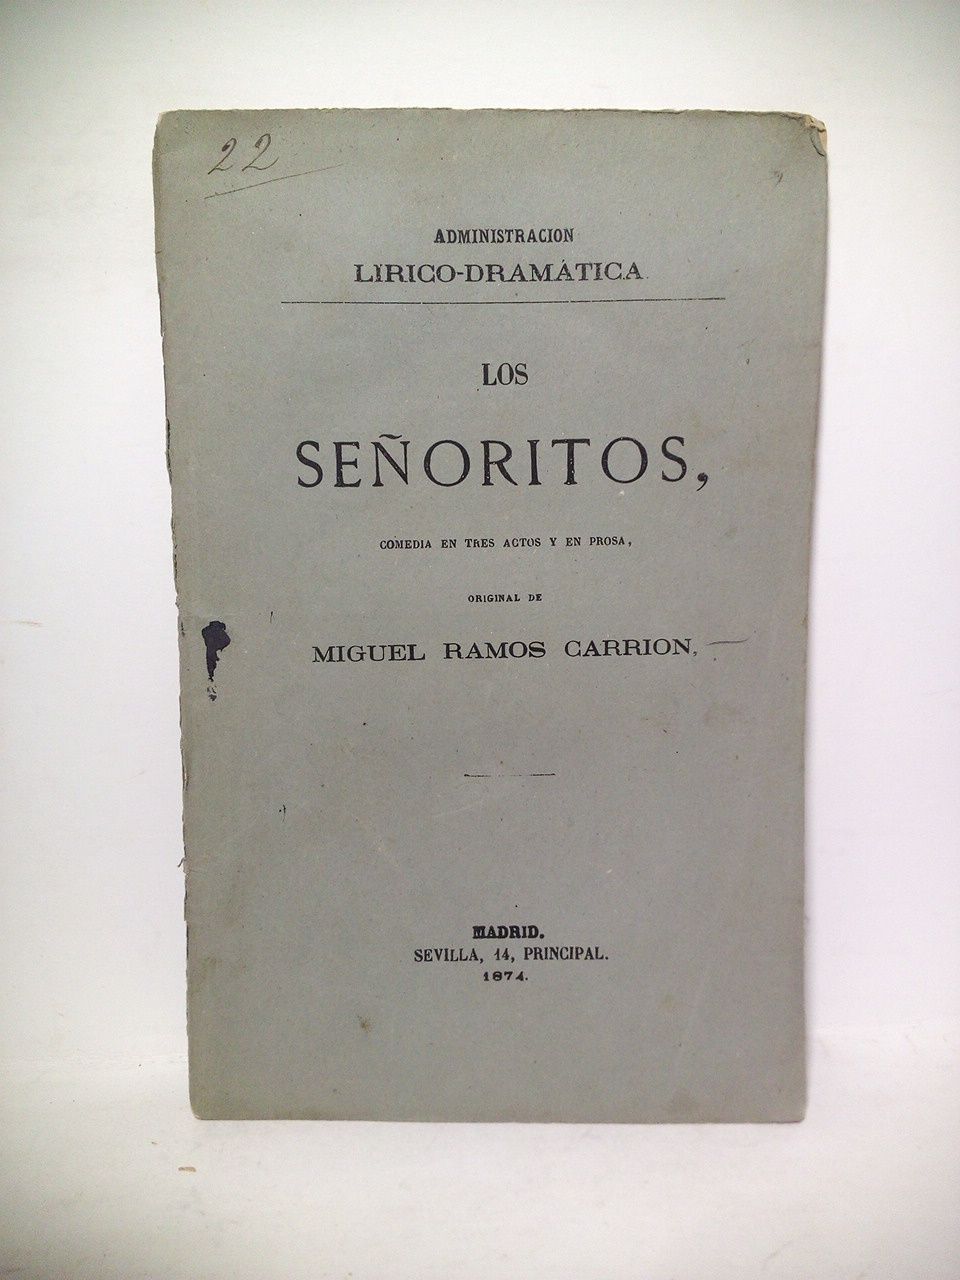 22
ADMINISTRACION
LÍRICO-DRAMÁTICA.
LOS
SEÑORITOS,
COMEDIA EN TRES ACTOS Y EN PROSA,
ORIGINAL DE
MIGUEL RAMOS CARRION,
MADRID.
SEVILLA, 14, PRINCIPAL.
1874.